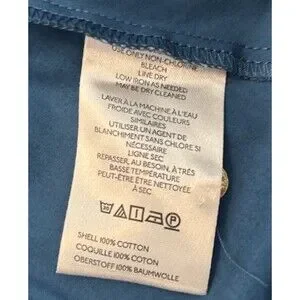 USE ONLY NON-CHLORINE
BLEACH
LINE DRY
LOW IRON AS NEEDED
MAY BE DRY CLEANED
LAVER À LA MACHINE À L'EAU
FROIDE AVEC COULEURS
SIMILAIRES
UTILISER UN AGENT DE
BLANCHIMENT SANS CHLORE SI
NÉCESSAIRE
LIGNE SEC
REPASSER, AU BESOIN, À TRÈS
BASSE TEMPÉRATURE
PEUT-ÊTRE ÊTRE NETTOYÉE
À SEC
P
SHELL 100% COTTON
COQUILLE 100% COTON
OBERSTOFF 100% BAUMWOLLE